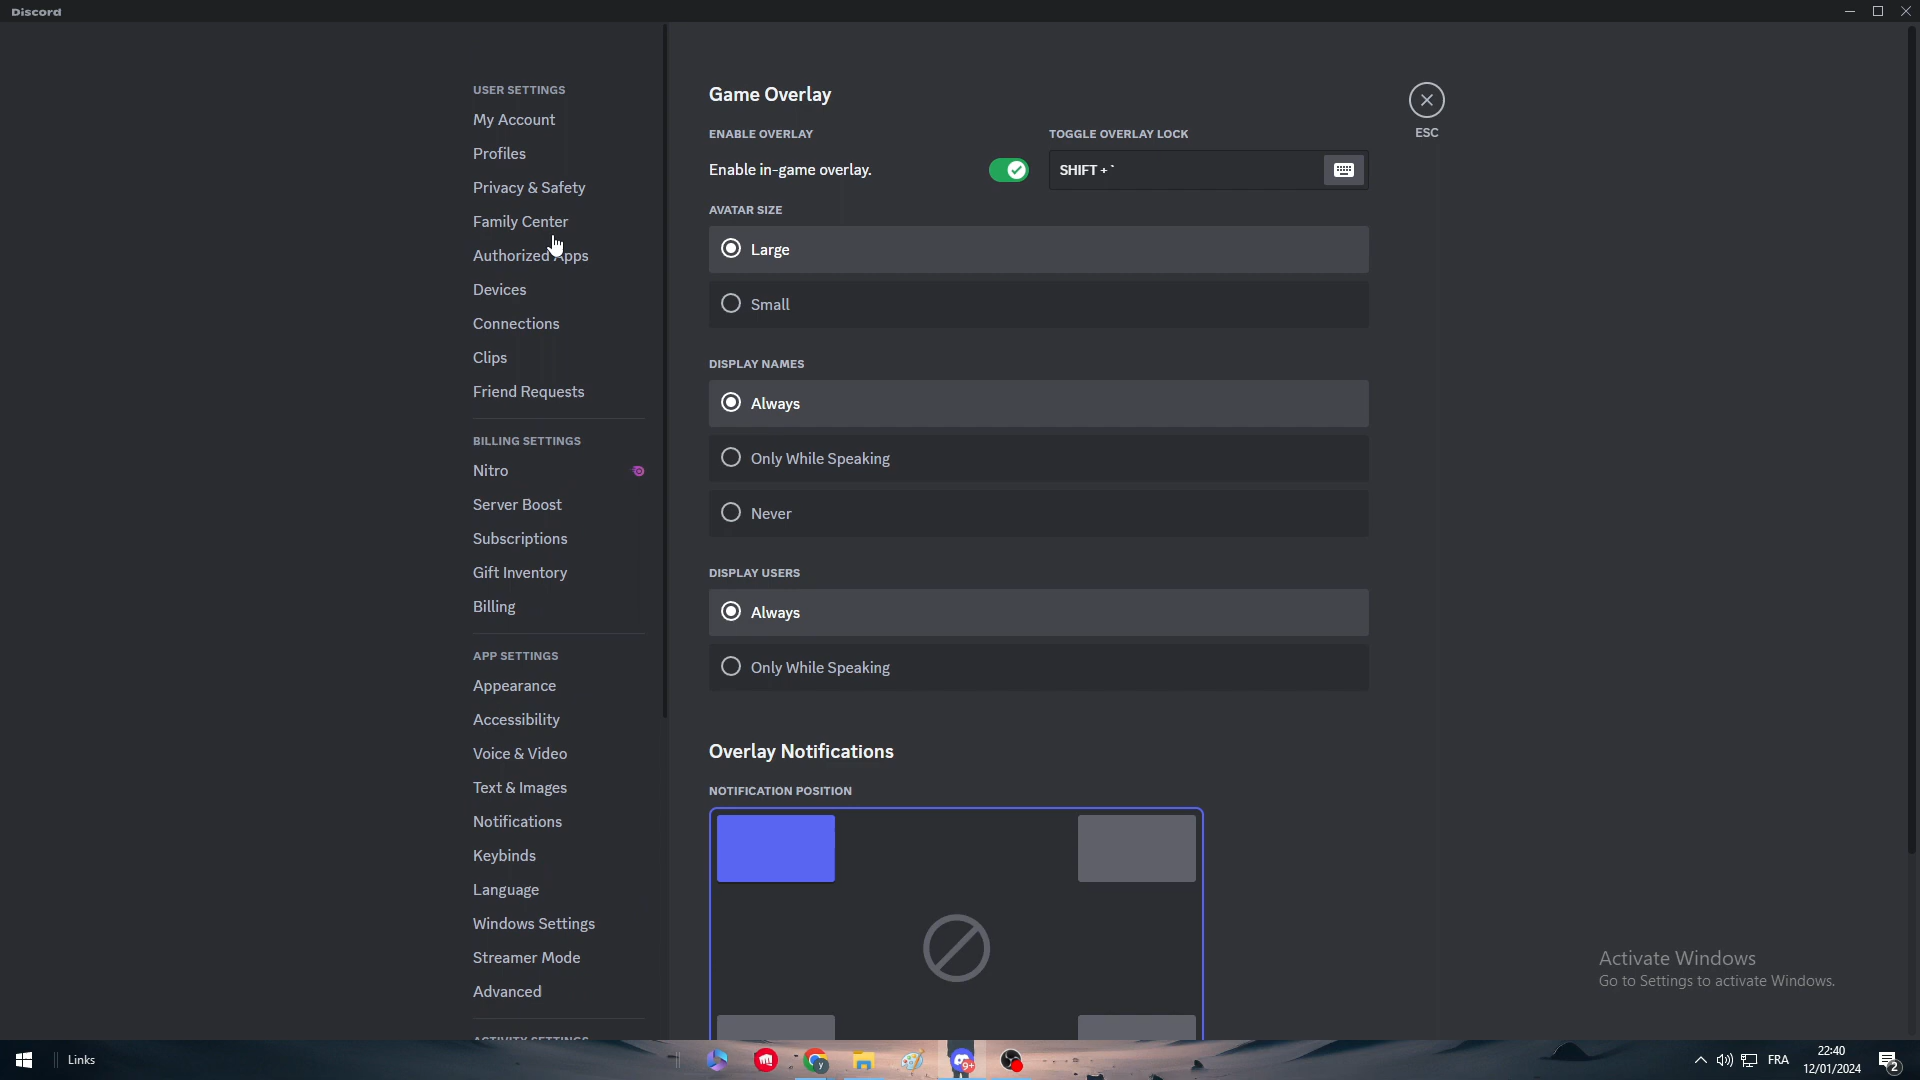 Discord
USER SETTINGS
My Account
Profiles
Privacy & Safety
Family Center
Authorized Apps
Devices
Connections
Clips
Friend Requests
BILLING SETTINGS
Nitro
Server Boost
Subscriptions
Gift Inventory
Billing
APP SETTINGS
Appearance
Accessibility
Voice & Video
Text & Images
Notifications
Keybinds
Language
Windows Settings
Streamer Mode
Advanced
ACTIVITY SETTINGS
Game Overlay
ENABLE OVERLAY
Enable in-game overlay.
TOGGLE OVERLAY LOCK
SHIFT + `
ESC
AVATAR SIZE
Large
Small
DISPLAY NAMES
Always
Only While Speaking
Never
DISPLAY USERS
Always
Only While Speaking
Overlay Notifications
NOTIFICATION POSITION
Activate Windows
Go to Settings to activate Windows.
Links
y
9+
FRA
22:40
12/01/2024
2